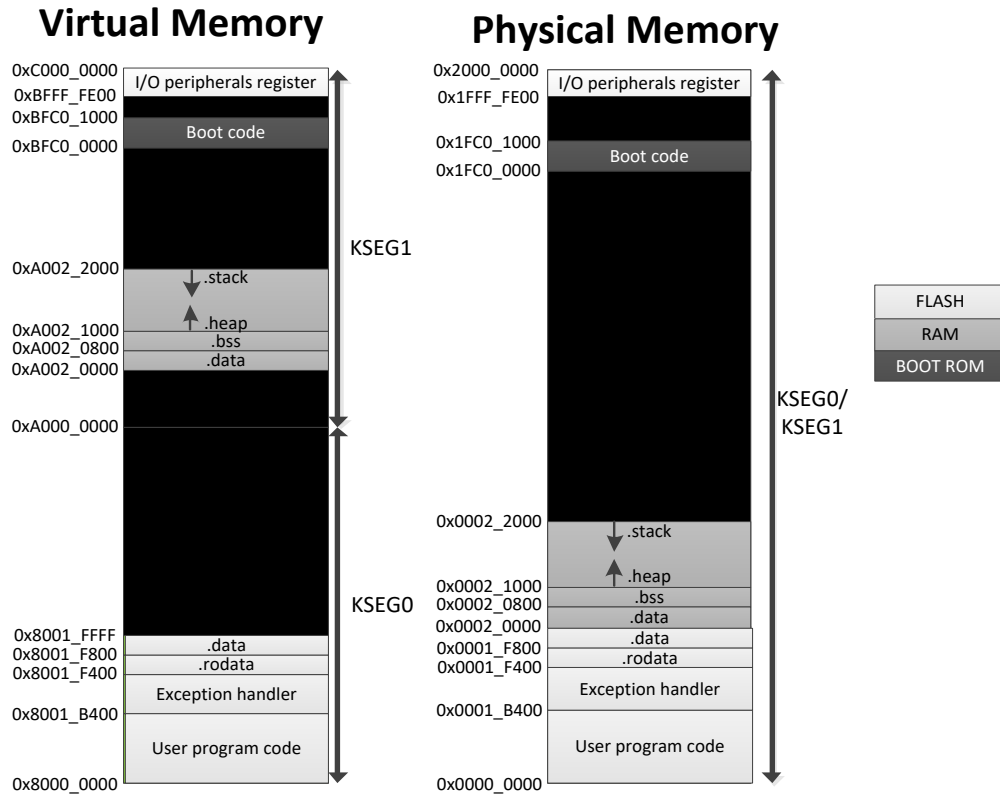 Virtual Memory
0xC000_0000
I/O peripherals register
0xBFFF_FE00
0xBFC0_1000
Boot code
0xBFC0_0000
KSEG1
0xA002_2000
.stack
.heap
0xA002_1000
.bss
0xA002_0800
.data
0xA002_0000
0xA000_0000
KSEG0
0x8001_FFFF
.data
0x8001_F800
.rodata
0x8001_F400
Exception handler
0x8001_B400
User program code
0x8000_0000
Physical Memory
0x2000_0000
I/O peripherals register
0x1FFF_FE00
0x1FC0_1000
Boot code
0x1FC0_0000
KSEG0/
KSEG1
0x0002_2000
.stack
.heap
0x0002_1000
.bss
0x0002_0800
.data
0x0002_0000
.data
0x0001_F800
.rodata
0x0001_F400
Exception handler
0x0001_B400
User program code
0x0000_0000
FLASH
RAM
BOOT ROM